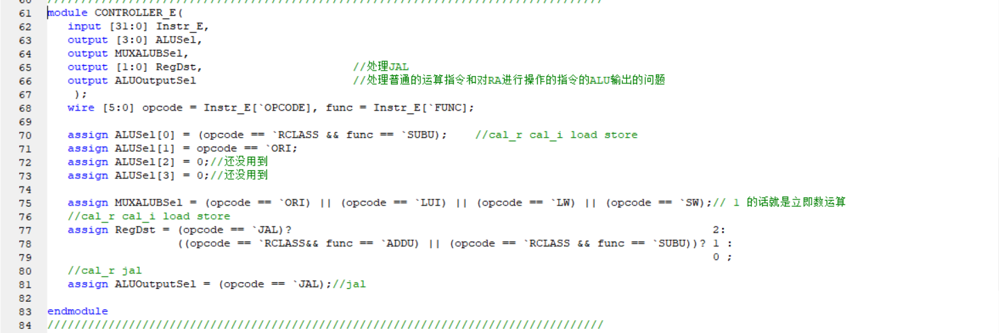 60 //////////////////////////////////////////////////////////////////////////////////
61 module CONTROLLER_E(
62 input [31:0] Instr_E,
63 output [3:0] ALUSel,
64 output MUXALUBSel,
65 output [1:0] RegDst, //处理JAL
66 output ALUOutputSel //处理普通的运算指令和对RA进行操作的指令的ALU输出的问题
67 );
68 wire [5:0] opcode = Instr_E[`OPCODE], func = Instr_E[`FUNC];
69
70 assign ALUSel[0] = (opcode == `RCLASS && func == `SUBU); //cal_r cal_i load store
71 assign ALUSel[1] = opcode == `ORI;
72 assign ALUSel[2] = 0;//还没用到
73 assign ALUSel[3] = 0;//还没用到
74
75 assign MUXALUBSel = (opcode == `ORI) || (opcode == `LUI) || (opcode == `LW) || (opcode == `SW);// 1 的话就是立即数运算
76 //cal_r cal_i load store
77 assign RegDst = (opcode == `JAL)? 2:
78 ((opcode == `RCLASS&& func == `ADDU) || (opcode == `RCLASS && func == `SUBU))? 1 :
79 0 ;
80 //cal_r jal
81 assign ALUOutputSel = (opcode == `JAL);//jal
82
83 endmodule
84 //////////////////////////////////////////////////////////////////////////////////